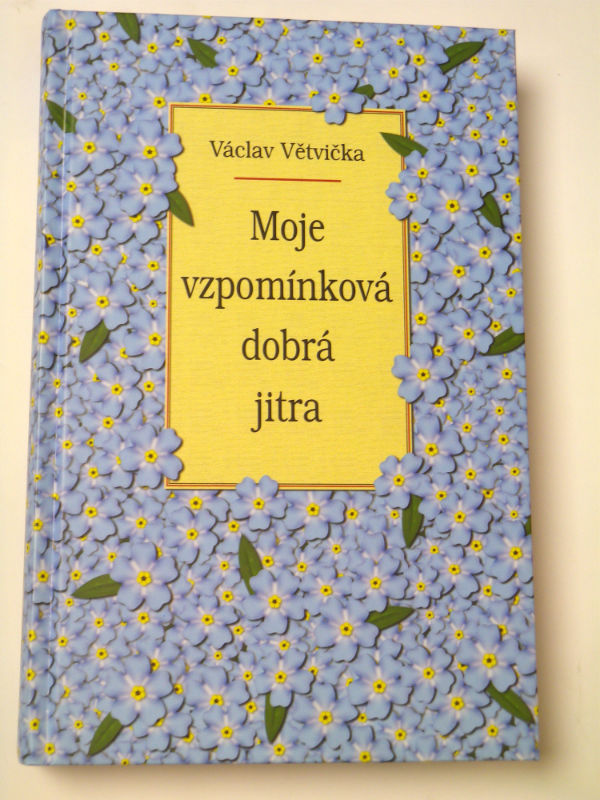 Václav Větvička
Moje
vzpomínková
dobrá
jitra